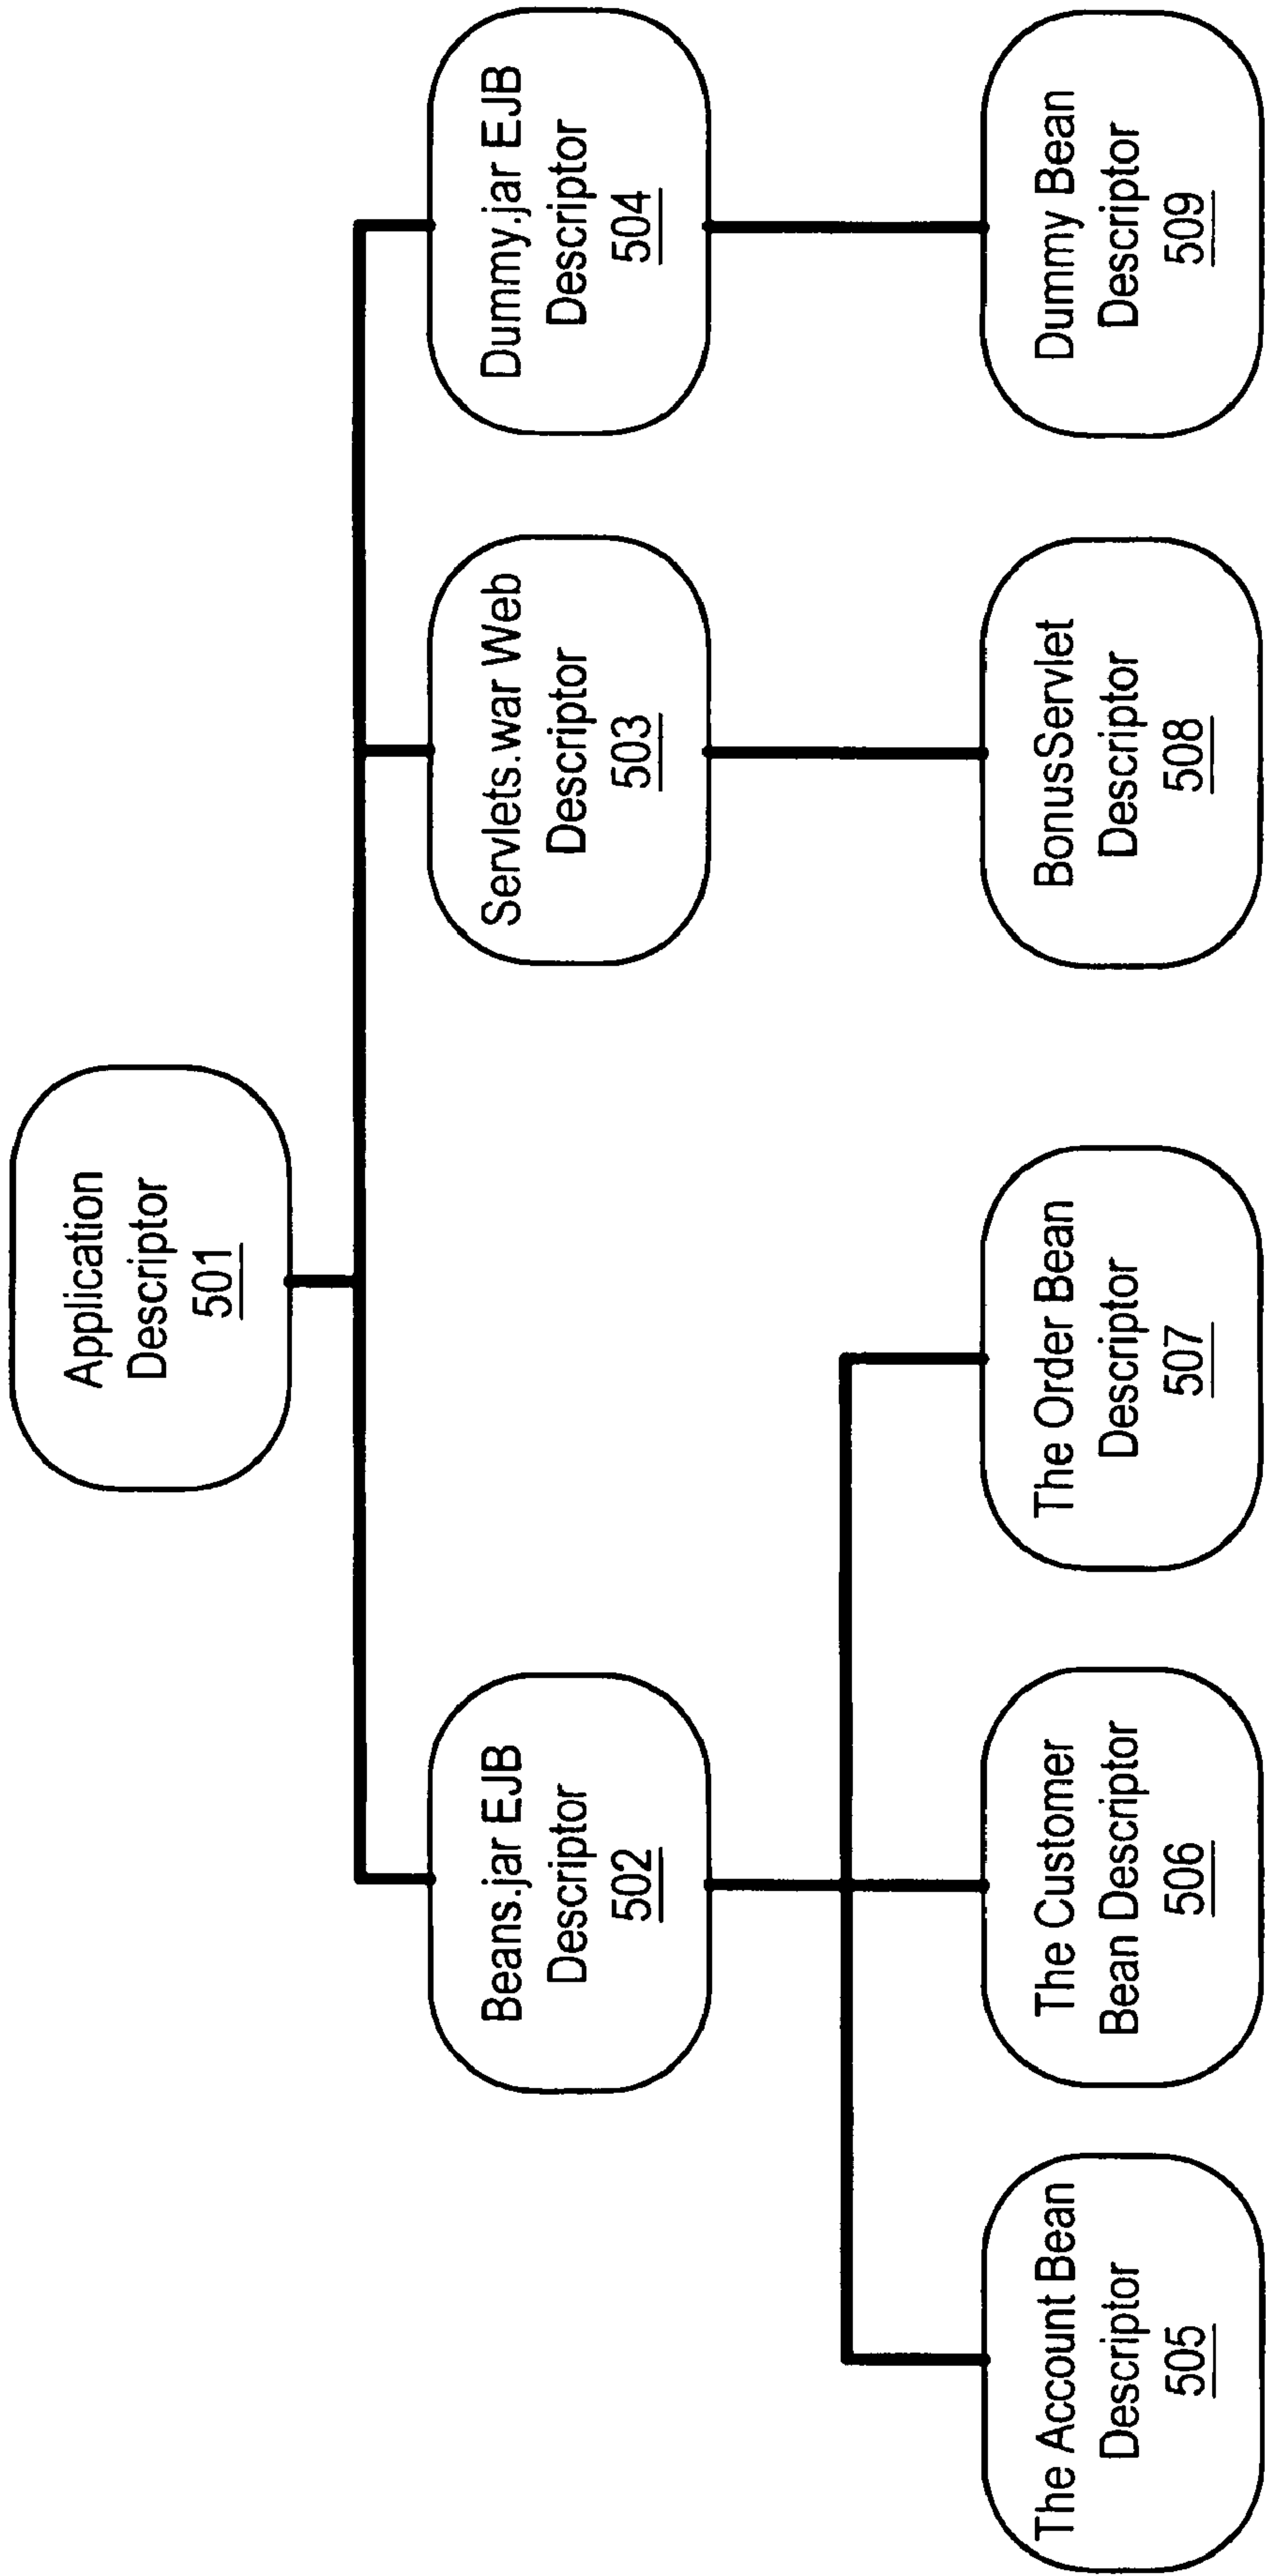 Application
Descriptor
501
Beans.jar EJB
Descriptor
502
Servlets.war Web
Descriptor
503
Dummy.jar EJB
Descriptor
504
The Account Bean
Descriptor
505
The Customer
Bean Descriptor
506
The Order Bean
Descriptor
507
BonusServlet
Descriptor
508
Dummy Bean
Descriptor
509